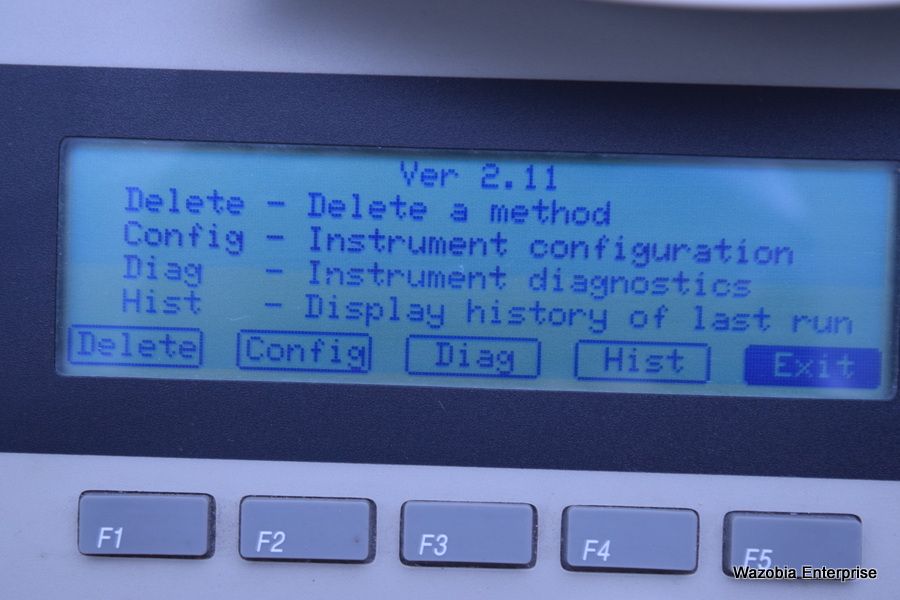 Ver 2.11
Delete - Delete a method
Config - Instrument configuration
Diag - Instrument diagnostics
Hist - Display history of last run
Delete Config Diag Hist Exit
F1 F2 F3 F4 F5
Wazobia Enterprise